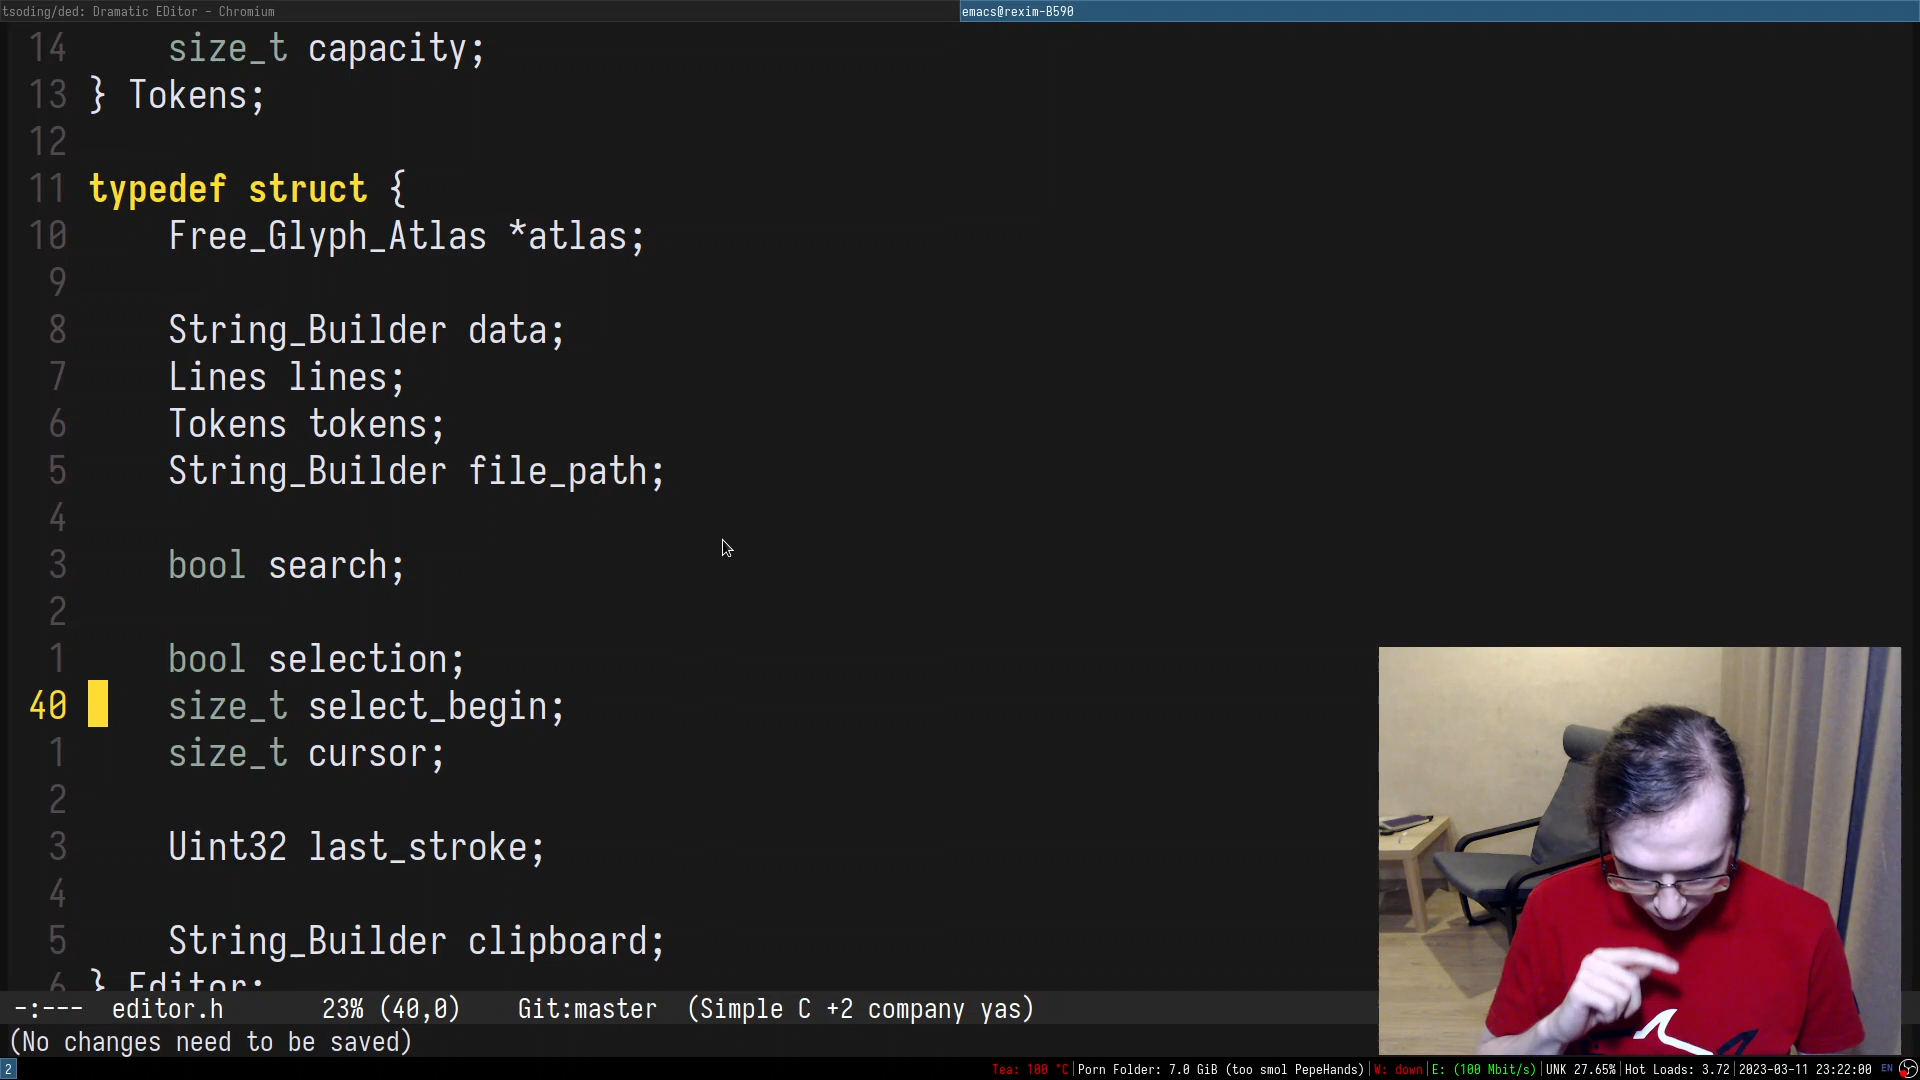 tsoding/ded: Dramatic EDitor - Chromium
emacs@rexim-B590
14 size_t capacity;
13 } Tokens;
12
11 typedef struct {
10 Free_Glyph_Atlas *atlas;
9
8 String_Builder data;
7 Lines lines;
6 Tokens tokens;
5 String_Builder file_path;
4
3 bool search;
2
1 bool selection;
40 size_t select_begin;
1 size_t cursor;
2
3 Uint32 last_stroke;
4
5 String_Builder clipboard;
6 } Editor;
-:--- editor.h 23% (40,0) Git:master (Simple C +2 company yas)
(No changes need to be saved)
2 Tea: 100 °C|Porn Folder: 7.0 GiB (too smol PepeHands)|W: down|E: (100 Mbit/s)|UNK 27.65%|Hot Loads: 3.72|2023-03-11 23:22:00 EN